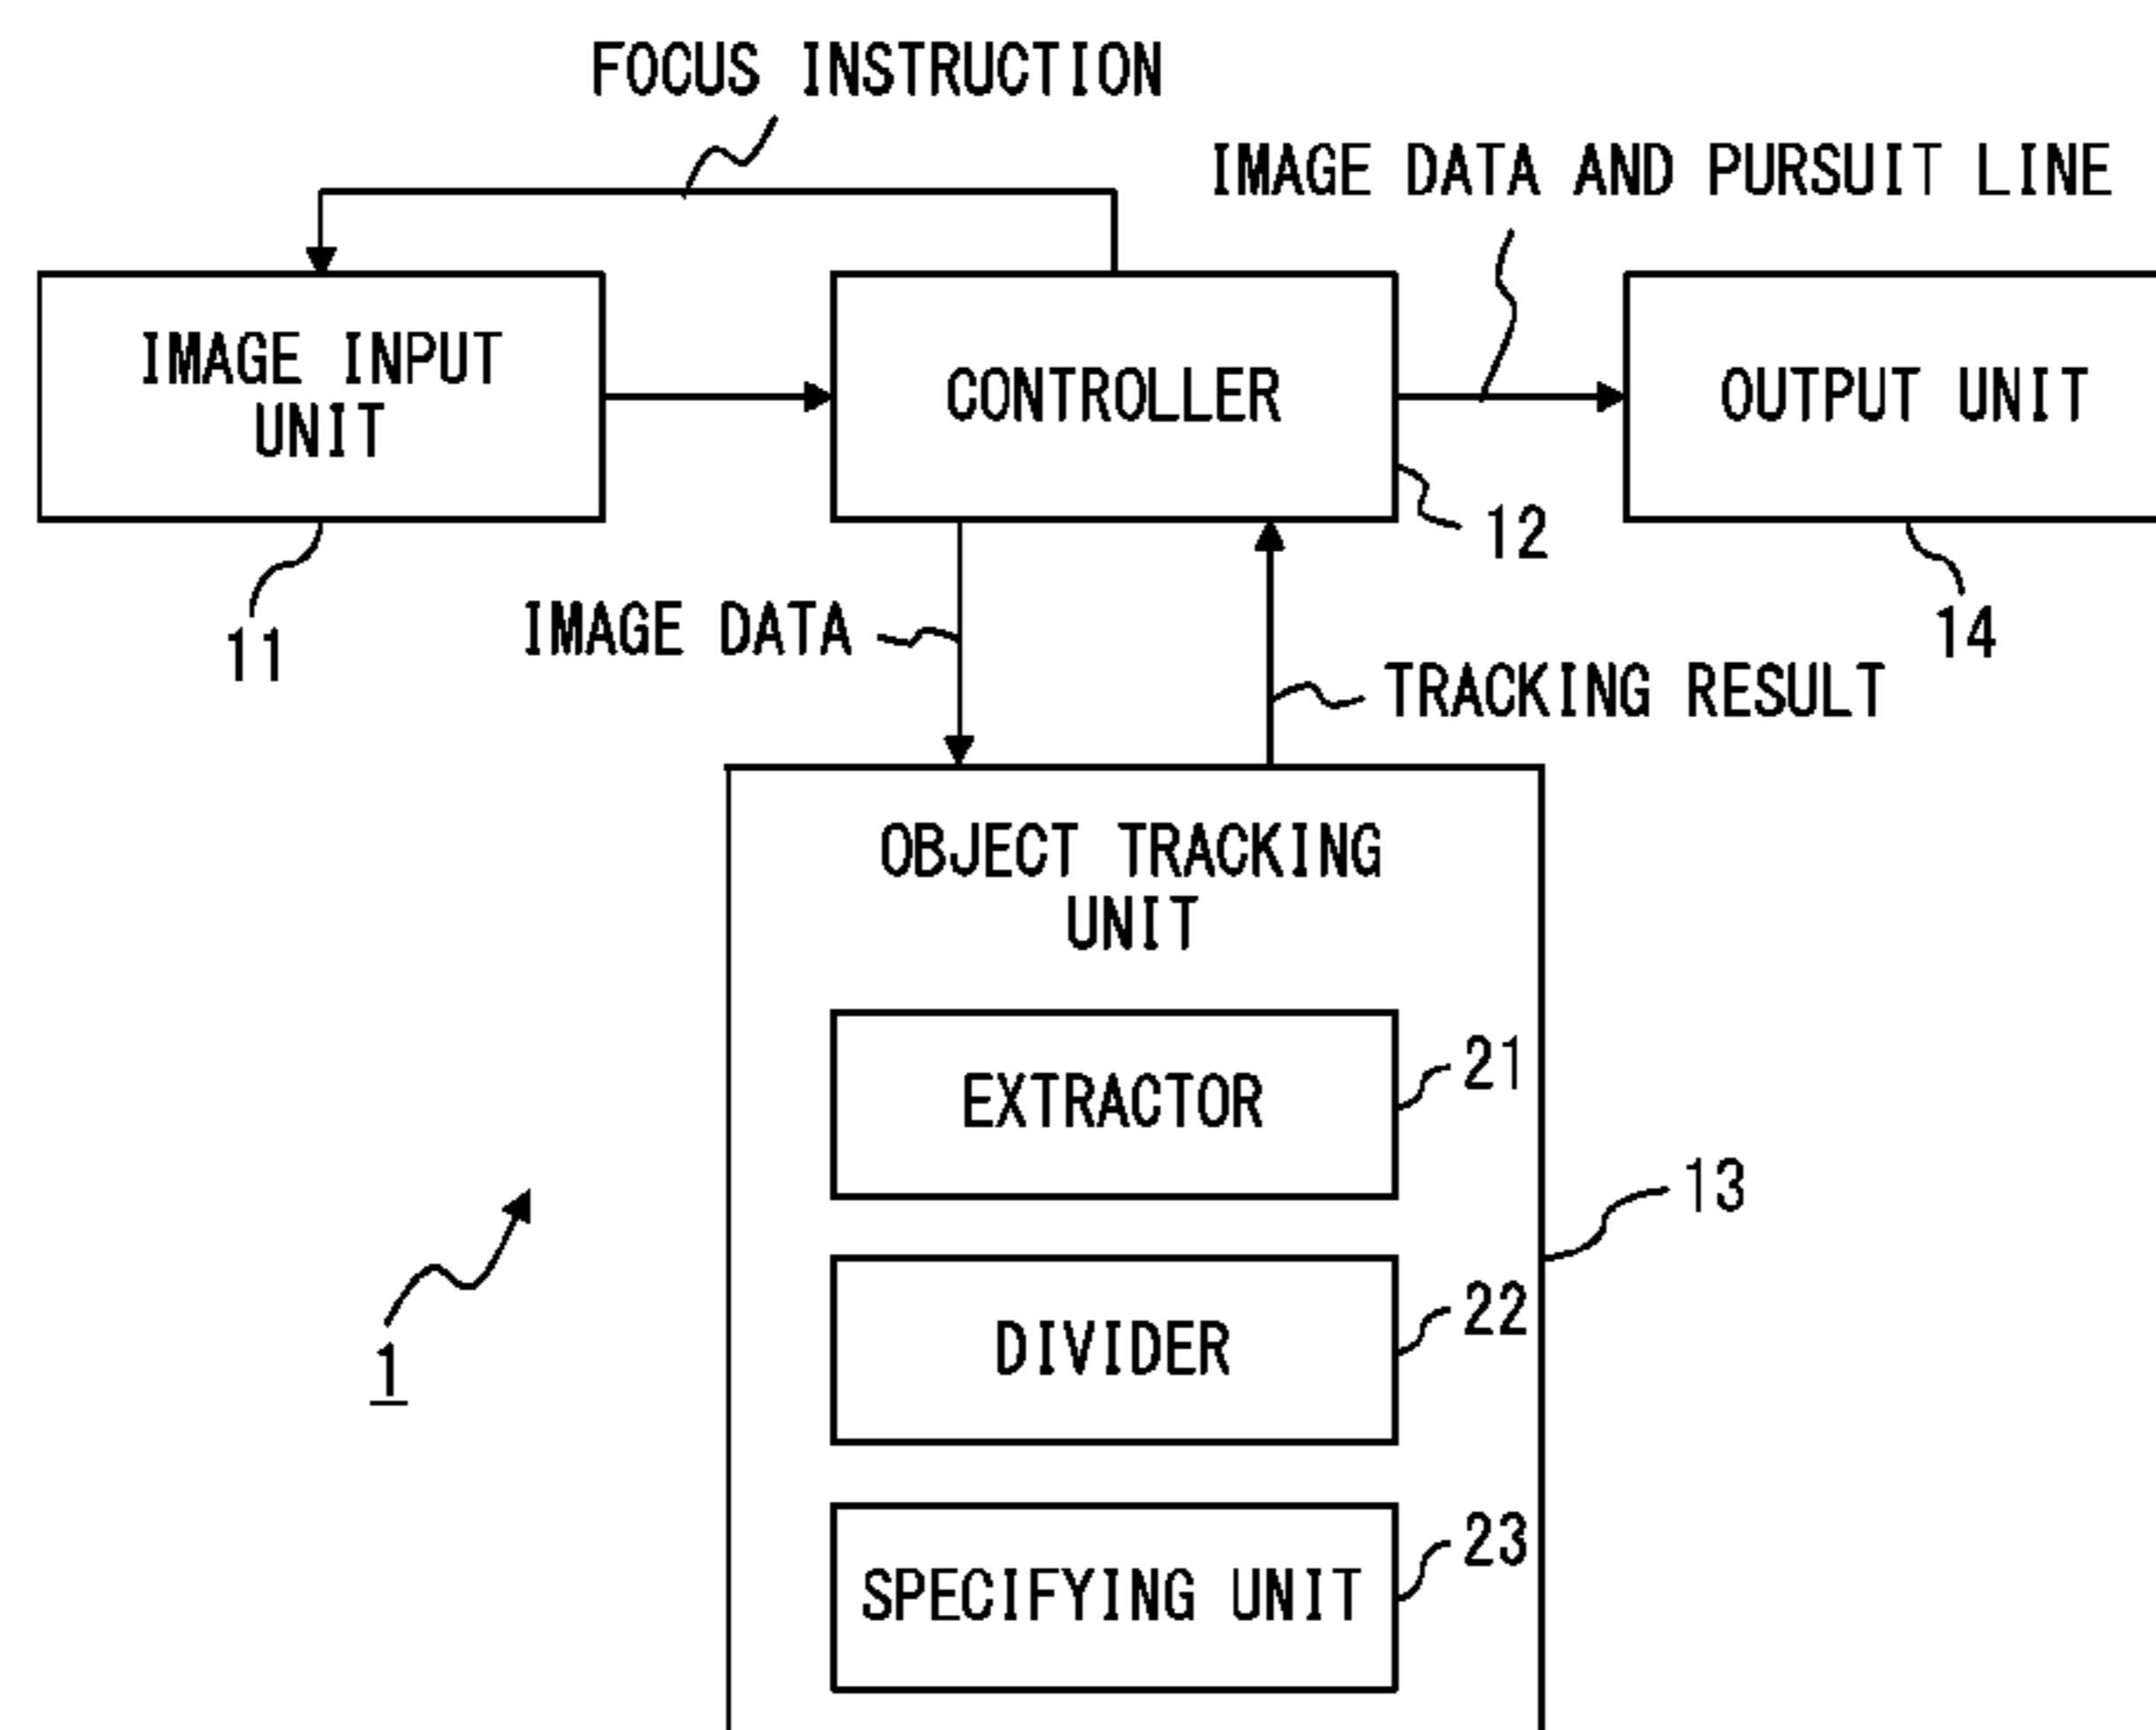 FOCUS INSTRUCTION
IMAGE DATA AND PURSUIT LINE
IMAGE INPUT
UNIT
CONTROLLER
OUTPUT UNIT
12
11
14
IMAGE DATA
TRACKING RESULT
OBJECT TRACKING
UNIT
EXTRACTOR
21
13
DIVIDER
22
1
SPECIFYING UNIT
23